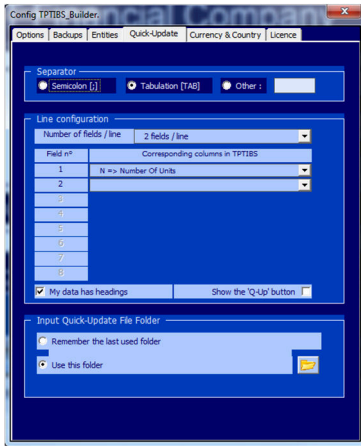 Config TPTIBS_Builder.
Options Backups Entities Quick-Update Currency & Country Licence
Separator
Semicolon [;] Tabulation [TAB] Other :
Line configuration
Number of fields / line 2 fields / line
Field n° Corresponding columns in TPTIBS
1 N => Number Of Units
2
3
4
5
6
7
8
My data has headings Show the 'Q-Up' button
Input Quick-Update File Folder
Remember the last used folder
Use this folder